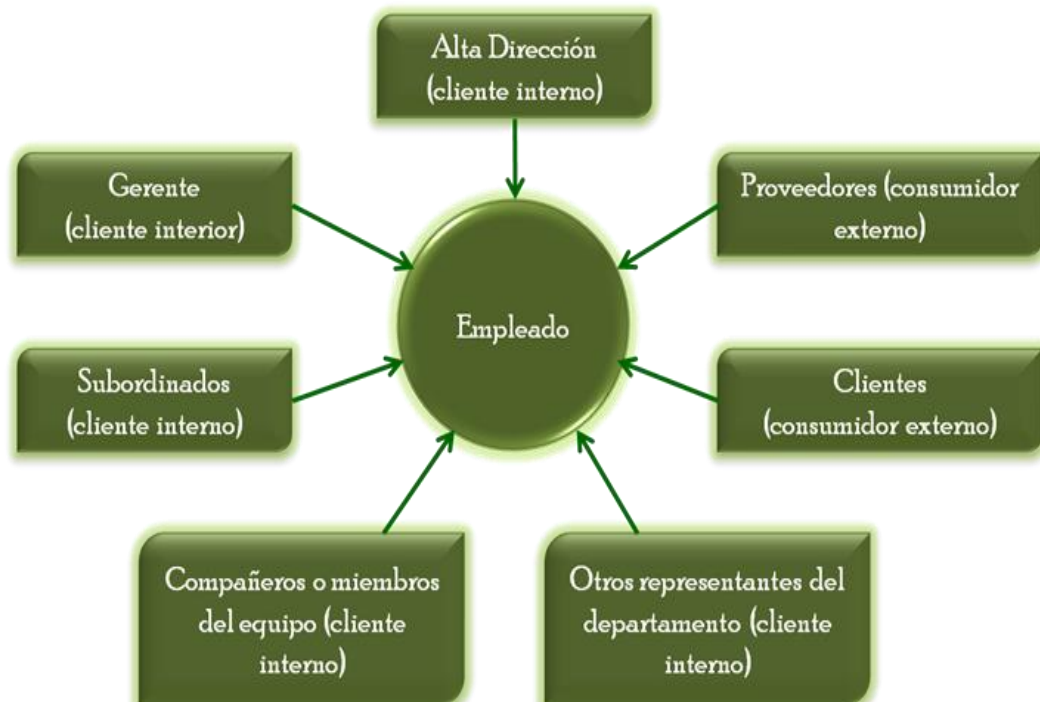 Alta Dirección
(cliente interno)
Gerente
(cliente interior)
Proveedores (consumidor
externo)
Empleado
Subordinados
(cliente interno)
Clientes
(consumidor externo)
Compañeros o miembros
del equipo (cliente
interno)
Otros representantes del
departamento (cliente
interno)